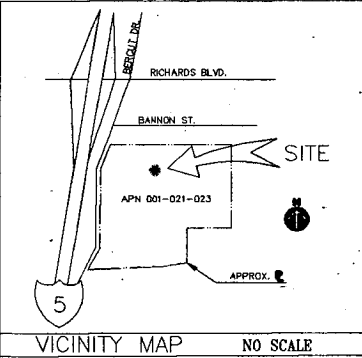 BERCUT DR.
RICHARDS BLVD.
BANNON ST.
SITE
APN 001-021-023
N
APPROX. ⅊
5
VICINITY MAP NO SCALE